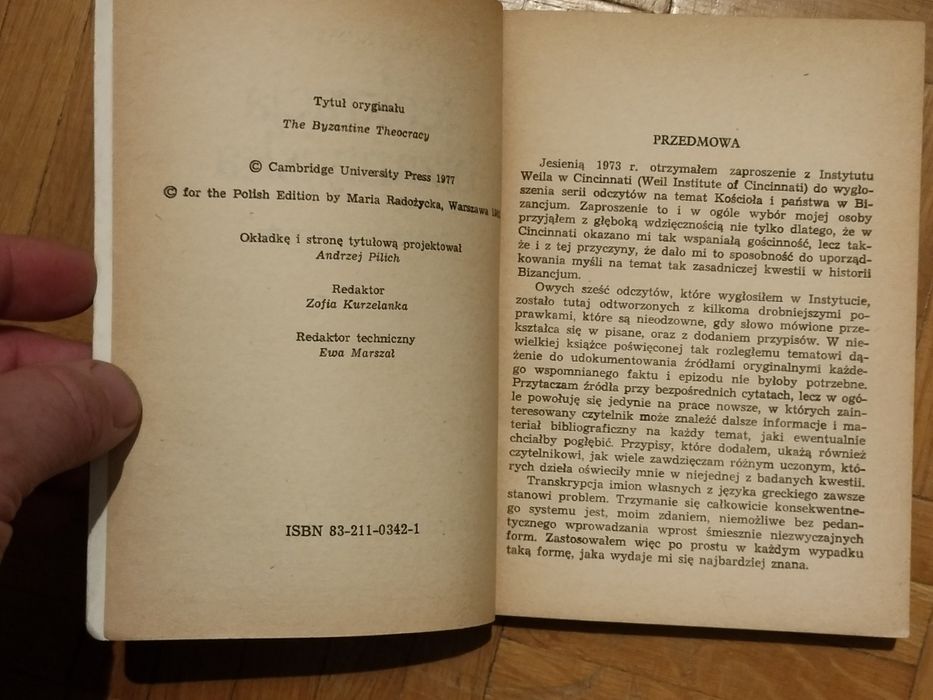 Tytuł oryginału
The Byzantine Theocracy
© Cambridge University Press 1977
© for the Polish Edition by Maria Radożycka, Warszawa
Okładkę i stronę tytułową projektował
Andrzej Pilich
Redaktor
Zofia Kurzelanka
Redaktor techniczny
Ewa Marszał
ISBN 83-211-0342-1
PRZEDMOWA
Jesienią 1973 r. otrzymałem zaproszenie z Instytutu
Weila w Cincinnati (Weil Institute of Cincinnati) do wygło-
szenia serii odczytów na temat Kościoła i państwa w Bi-
zancjum. Zaproszenie to i w ogóle wybór mojej osoby
przyjąłem z głęboką wdzięcznością nie tylko dlatego, że w
Cincinnati okazano mi tak wspaniałą gościnność, lecz tak-
że i z tej przyczyny, że dało mi to sposobność do uporząd-
kowania myśli na temat tak zasadniczej kwestii w historii
Bizancjum.
Owych sześć odczytów, które wygłosiłem w Instytucie,
zostało tutaj odtworzonych z kilkoma drobniejszymi po-
prawkami, które są nieodzowne, gdy słowo mówione prze-
kształca się w pisane, oraz z dodaniem przypisów. W nie-
wielkiej książce poświęconej tak rozległemu tematowi dą-
żenie do udokumentowania źródłami oryginalnymi każde-
go wspomnianego faktu i epizodu nie byłoby potrzebne.
Przytaczam źródła przy bezpośrednich cytatach, lecz w ogó-
le powołuję się jedynie na prace nowsze, w których zain-
teresowany czytelnik może znaleźć dalsze informacje i ma-
teriał bibliograficzny na każdy temat, jaki ewentualnie
chciałby pogłębić. Przypisy, które dodałem, ukażą również
czytelnikowi, jak wiele zawdzięczam różnym uczonym, któ-
rych dzieła oświeciły mnie w niejednej z badanych kwestii.
Transkrypcja imion własnych z języka greckiego zawsze
stanowi problem. Trzymanie się całkowicie konsekwentne-
go systemu jest, moim zdaniem, niemożliwe bez pedan-
tycznego wprowadzania wprost śmiesznie niezwyczajnych
form. Zastosowałem więc po prostu w każdym wypadku
taką formę, jaka wydaje mi się najbardziej znana.